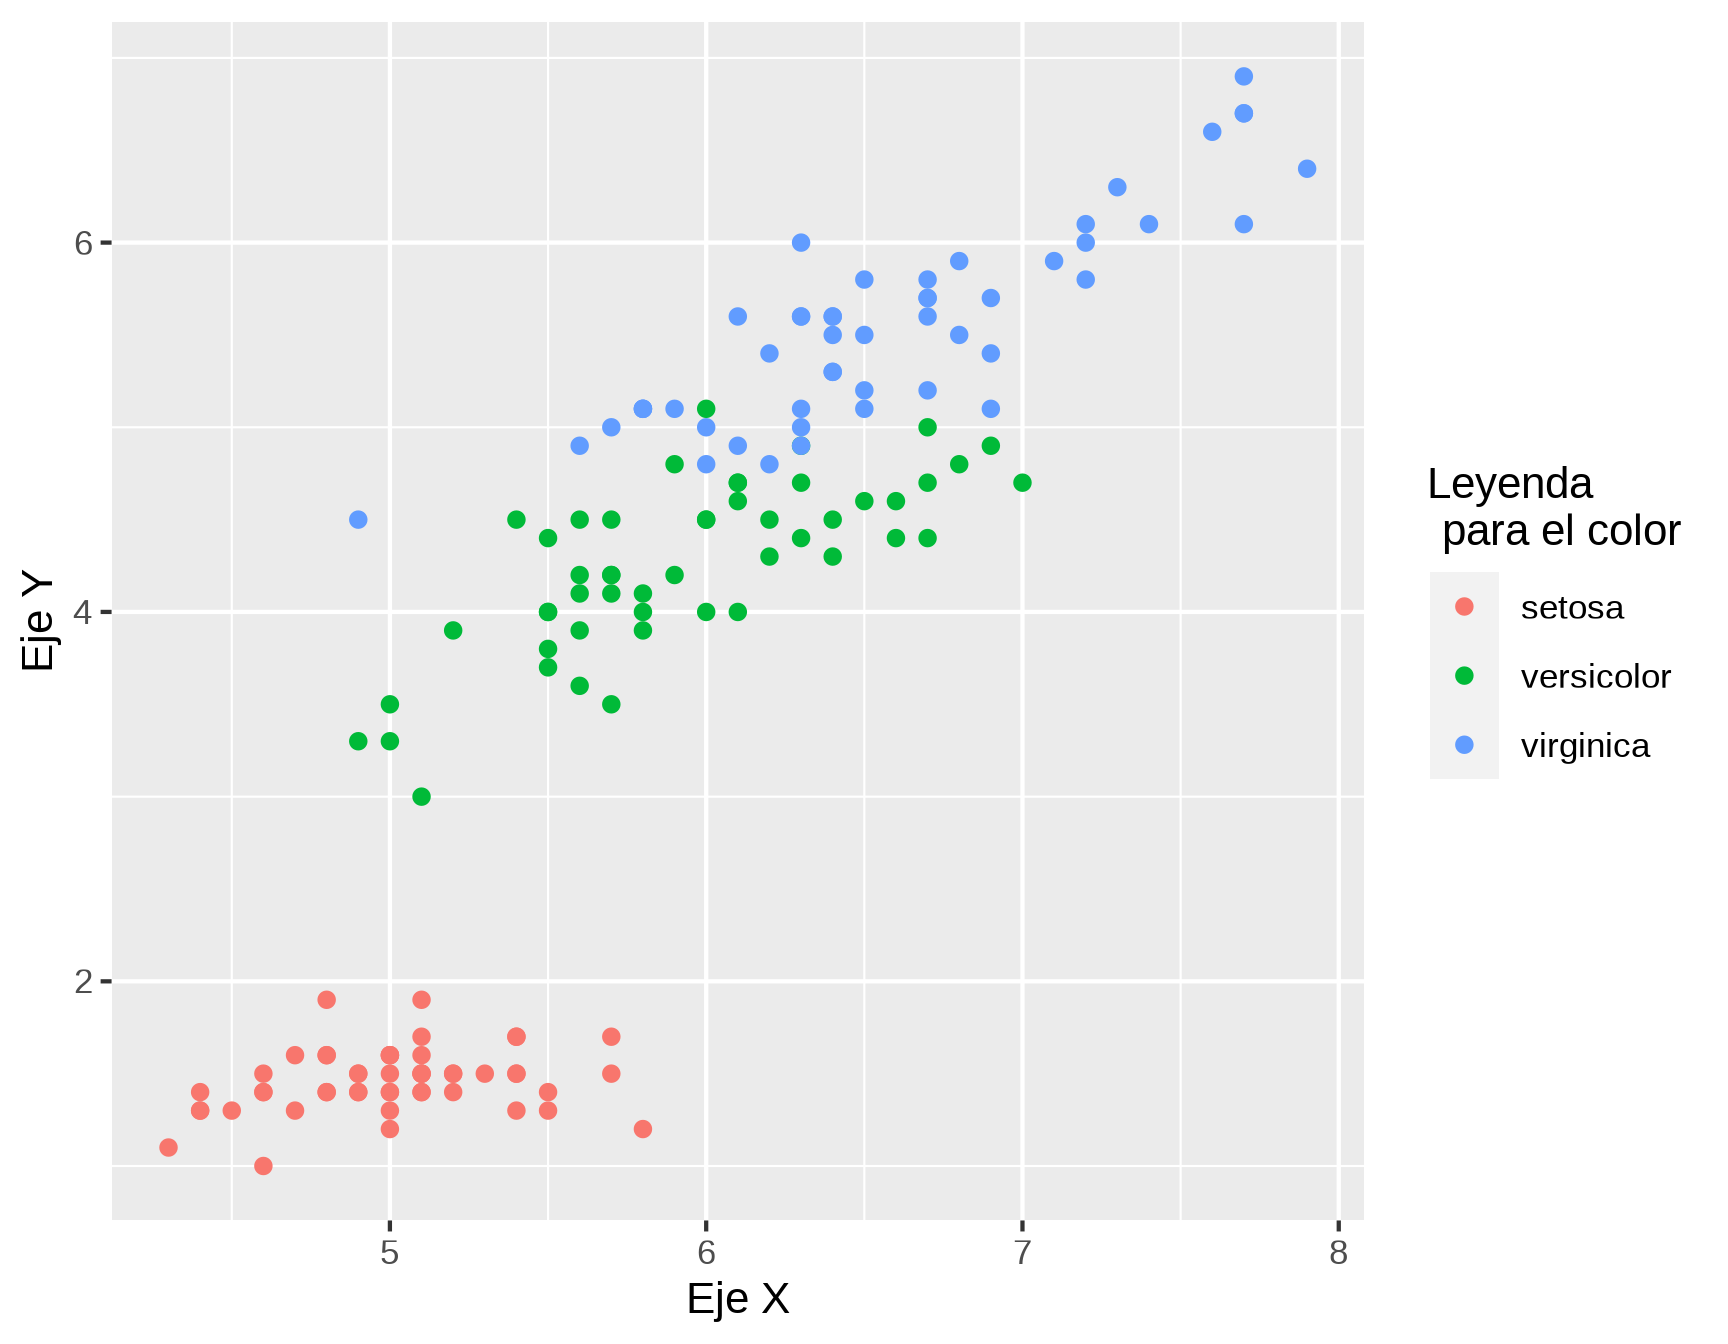 6
4
2
Eje Y
5 6 7 8
Eje X
Leyenda
para el color
setosa
versicolor
virginica